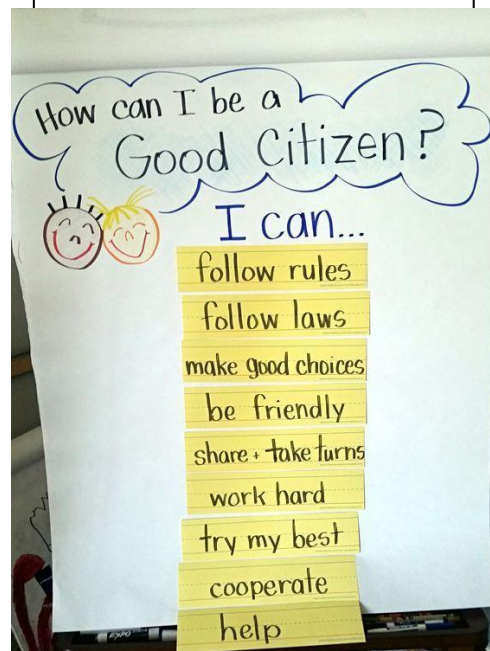 How can I be a
Good Citizen?
I can...
follow rules
follow laws
make good choices
be friendly
share + take turns
work hard
try my best
cooperate
help
EXPO